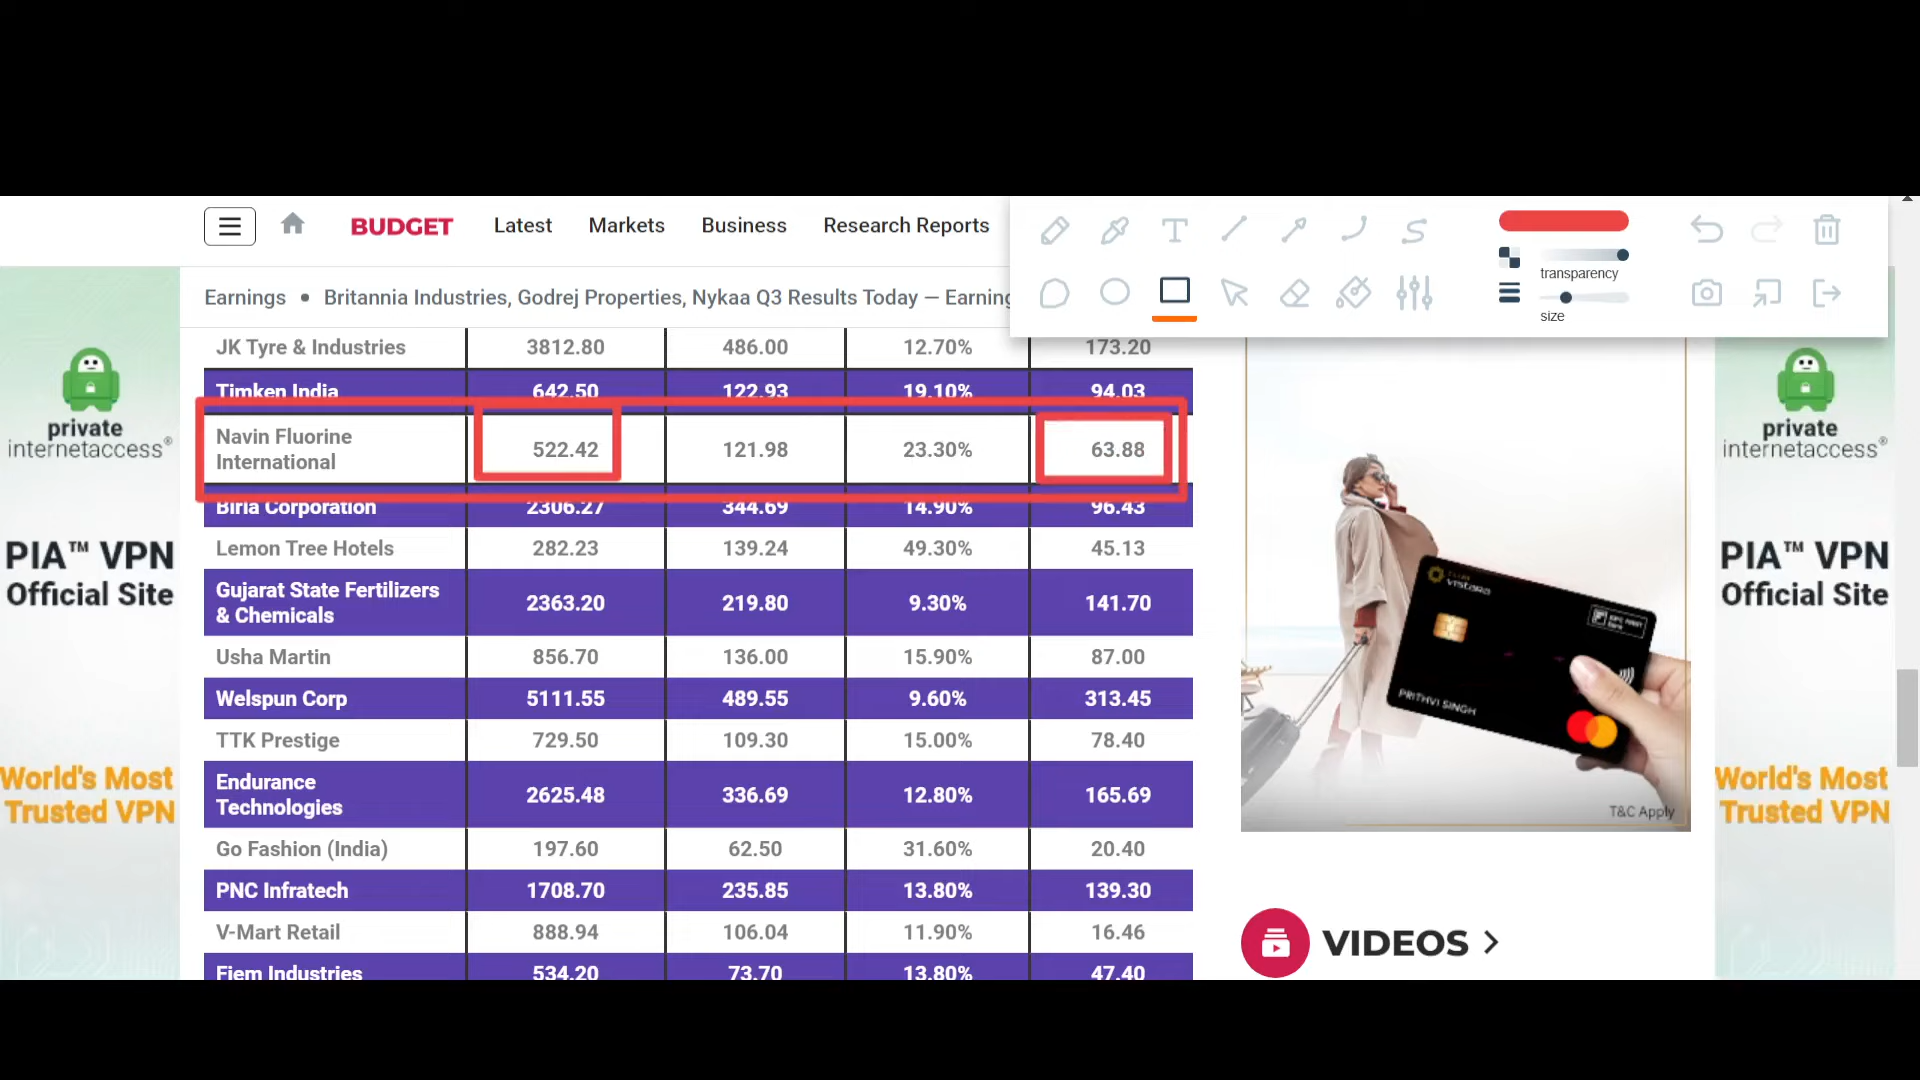 BUDGET Latest Markets Business Research Reports
transparency
size
Earnings • Britannia Industries, Godrej Properties, Nykaa Q3 Results Today — Earning
JK Tyre & Industries 3812.80 486.00 12.70% 173.20
Timken India 642.50 122.93 19.10% 94.03
Navin Fluorine
International 522.42 121.98 23.30% 63.88
Birla Corporation 2306.27 344.69 14.90% 96.43
Lemon Tree Hotels 282.23 139.24 49.30% 45.13
Gujarat State Fertilizers
& Chemicals 2363.20 219.80 9.30% 141.70
Usha Martin 856.70 136.00 15.90% 87.00
Welspun Corp 5111.55 489.55 9.60% 313.45
TTK Prestige 729.50 109.30 15.00% 78.40
Endurance
Technologies 2625.48 336.69 12.80% 165.69
Go Fashion (India) 197.60 62.50 31.60% 20.40
PNC Infratech 1708.70 235.85 13.80% 139.30
V-Mart Retail 888.94 106.04 11.90% 16.46
Fiem Industries 534.20 73.70 13.80% 47.40
private
internetaccess®
PIA™ VPN
Official Site
World's Most
Trusted VPN
vistara
PRITHVI SINGH
T&C Apply
VIDEOS
private
internetaccess®
PIA™ VPN
Official Site
World's Most
Trusted VPN